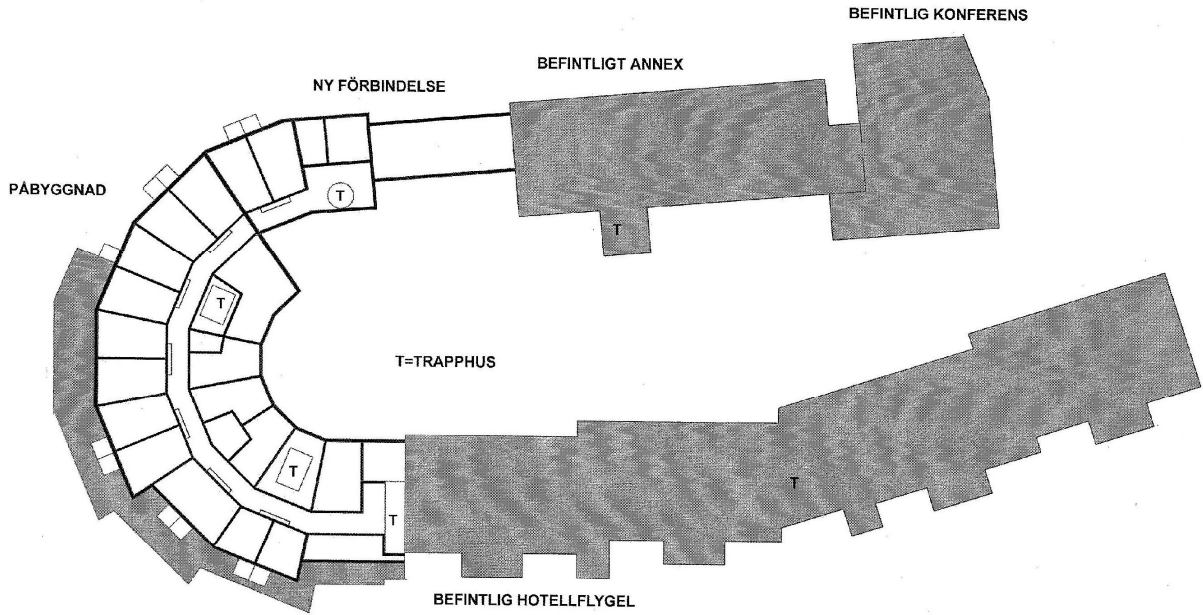 BEFINTLIG KONFERENS
BEFINTLIGT ANNEX
NY FÖRBINDELSE
PÅBYGGNAD
T
T
T
T=TRAPPHUS
T
T
T
BEFINTLIG HOTELLFLYGEL